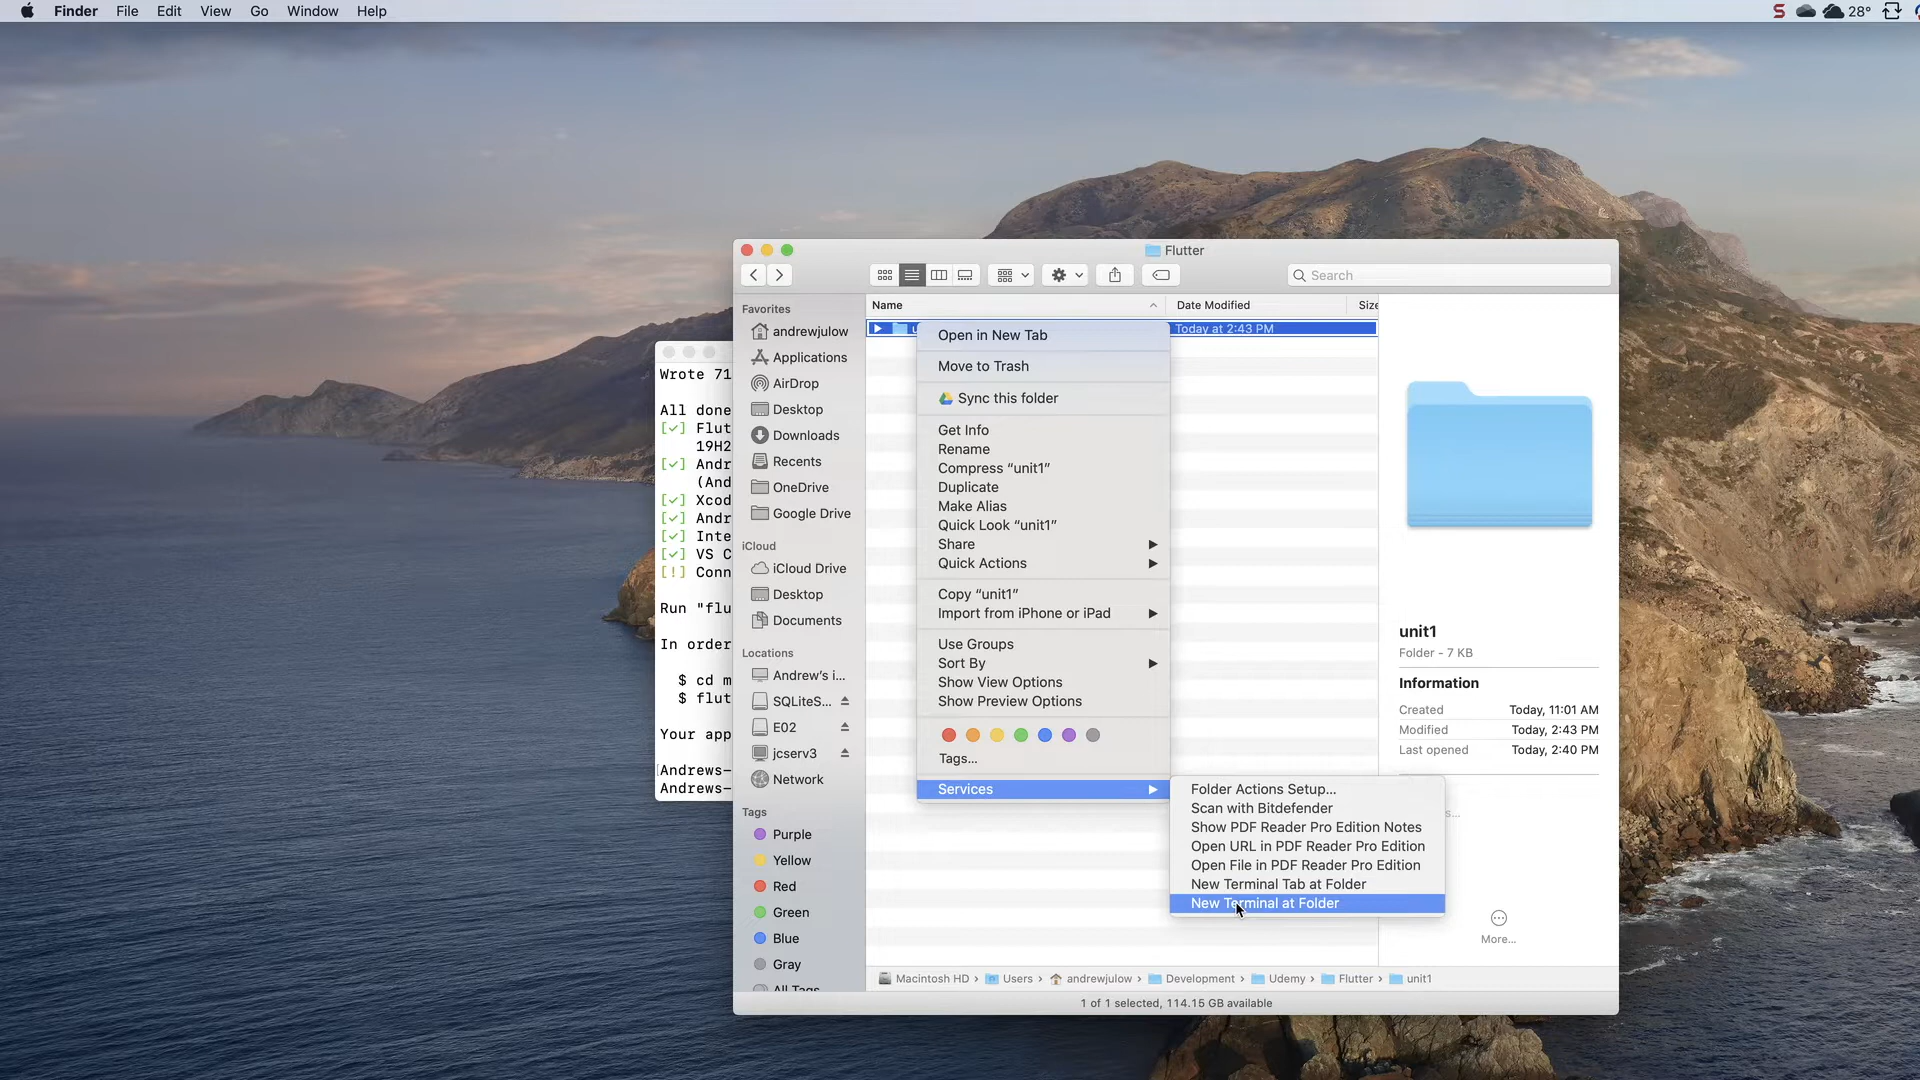 Finder File Edit View Go Window Help
28°
Flutter
Search
Favorites
andrewjulow
Applications
AirDrop
Desktop
Downloads
Recents
OneDrive
Google Drive
iCloud
iCloud Drive
Desktop
Documents
Locations
Andrew’s i...
SQLiteS...
E02
jcserv3
Network
Tags
Purple
Yellow
Red
Green
Blue
Gray
All Tags
Name Date Modified Size
Today at 2:43 PM
Open in New Tab
Move to Trash
Sync this folder
Get Info
Rename
Compress “unit1”
Duplicate
Make Alias
Quick Look “unit1”
Share
Quick Actions
Copy “unit1”
Import from iPhone or iPad
Use Groups
Sort By
Show View Options
Show Preview Options
Tags...
Services
Folder Actions Setup...
Scan with Bitdefender
Show PDF Reader Pro Edition Notes
Open URL in PDF Reader Pro Edition
Open File in PDF Reader Pro Edition
New Terminal Tab at Folder
New Terminal at Folder
unit1
Folder - 7 KB
Information
Created Today, 11:01 AM
Modified Today, 2:43 PM
Last opened Today, 2:40 PM
More...
Macintosh HD › Users › andrewjulow › Development › Udemy › Flutter › unit1
1 of 1 selected, 114.15 GB available
Wrote 71
All done
[✓] Flut
19H2
[✓] Andr
(And
[✓] Xcod
[✓] Andr
[✓] Inte
[✓] VS C
[!] Conn
Run "flu
In order
$ cd m
$ flut
Your app
Andrews-
Andrews-